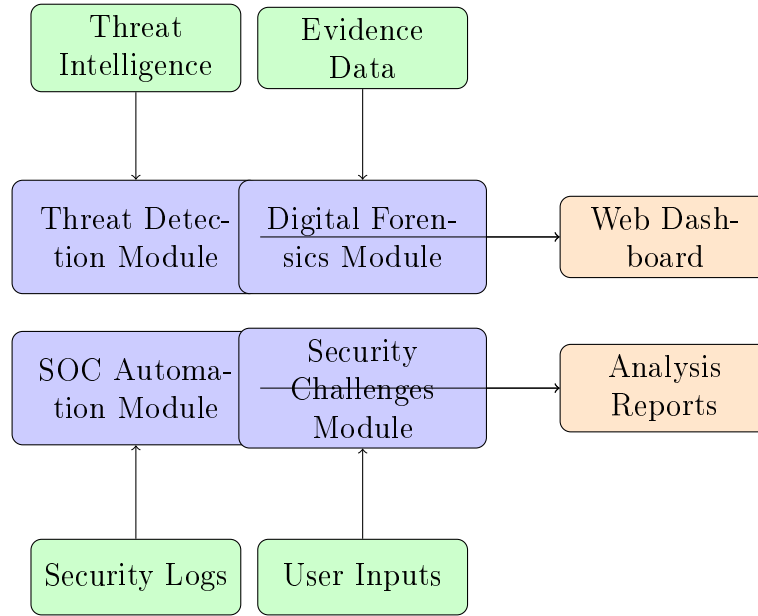 Threat
Intelligence
Evidence
Data
Threat Detec-
tion Module
Digital Foren-
sics Module
Web Dash-
board
SOC Automa-
tion Module
Security
Challenges
Module
Analysis
Reports
Security Logs
User Inputs